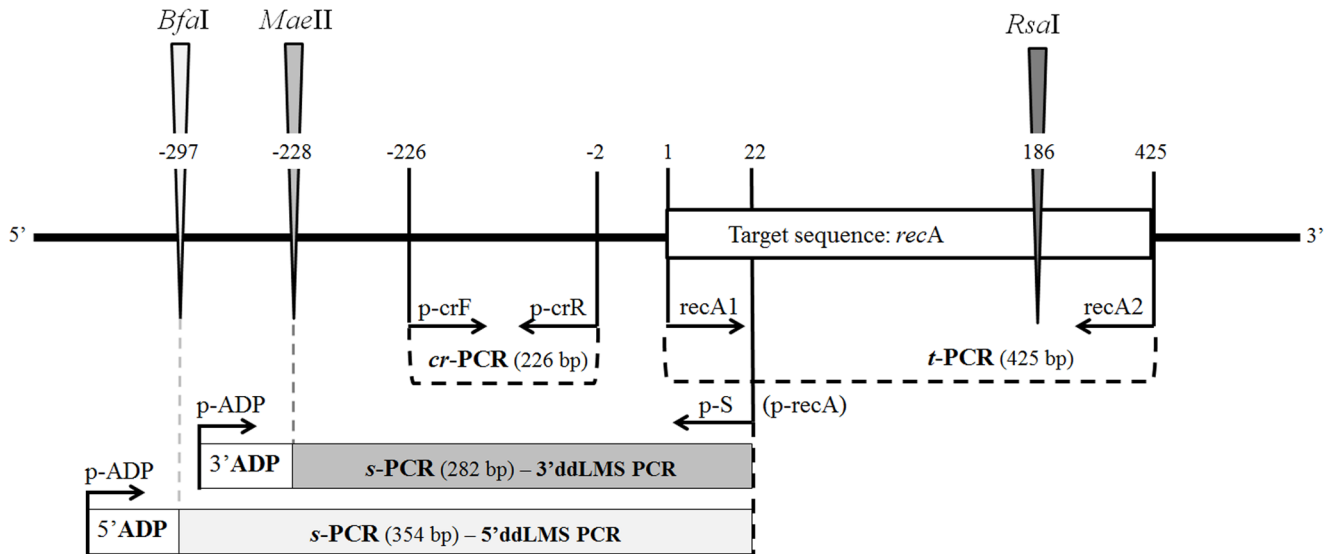 BfaI MaeII RsaI
-297 -228 -226 -2 1 22 186 425
5’ Target sequence: recA 3’
p-crF p-crR recA1 recA2
cr-PCR (226 bp) t-PCR (425 bp)
p-ADP p-S (p-recA)
3’ADP s-PCR (282 bp) – 3’ddLMS PCR
p-ADP
5’ADP s-PCR (354 bp) – 5’ddLMS PCR